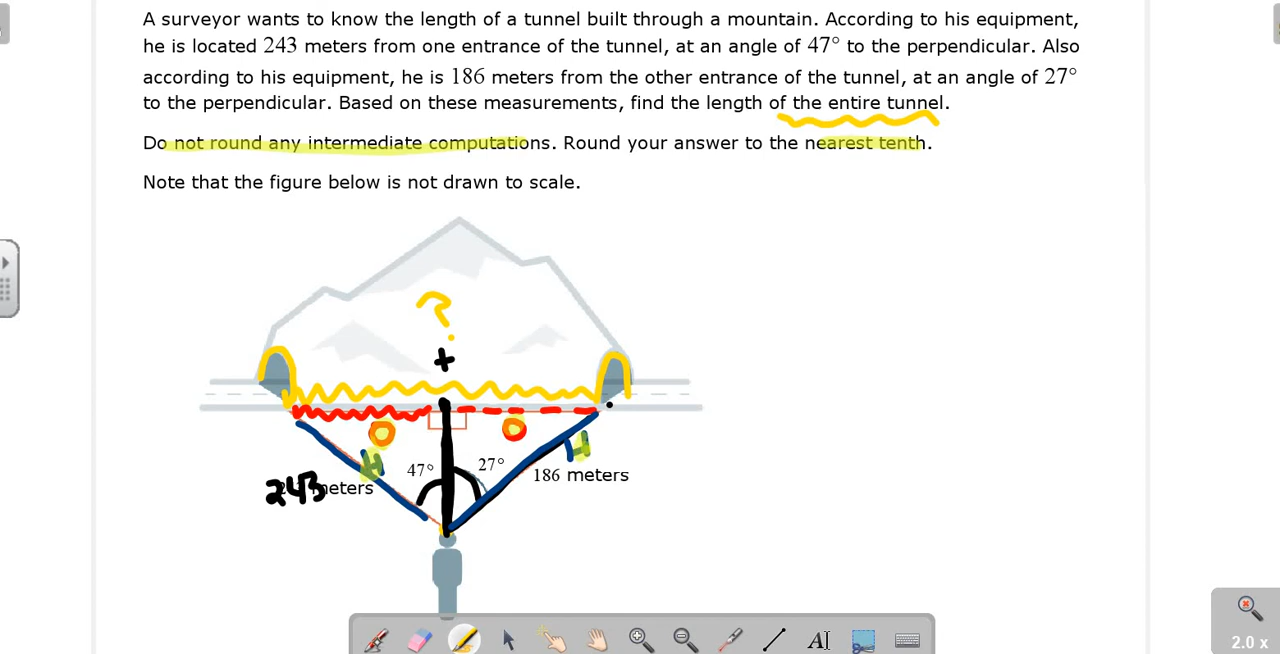 A surveyor wants to know the length of a tunnel built through a mountain. According to his equipment,
he is located 243 meters from one entrance of the tunnel, at an angle of 47° to the perpendicular. Also
according to his equipment, he is 186 meters from the other entrance of the tunnel, at an angle of 27°
to the perpendicular. Based on these measurements, find the length of the entire tunnel.
Do not round any intermediate computations. Round your answer to the nearest tenth.
Note that the figure below is not drawn to scale.
?
+
O O
H H
47° 27°
243 meters
186 meters
AI
2.0 x